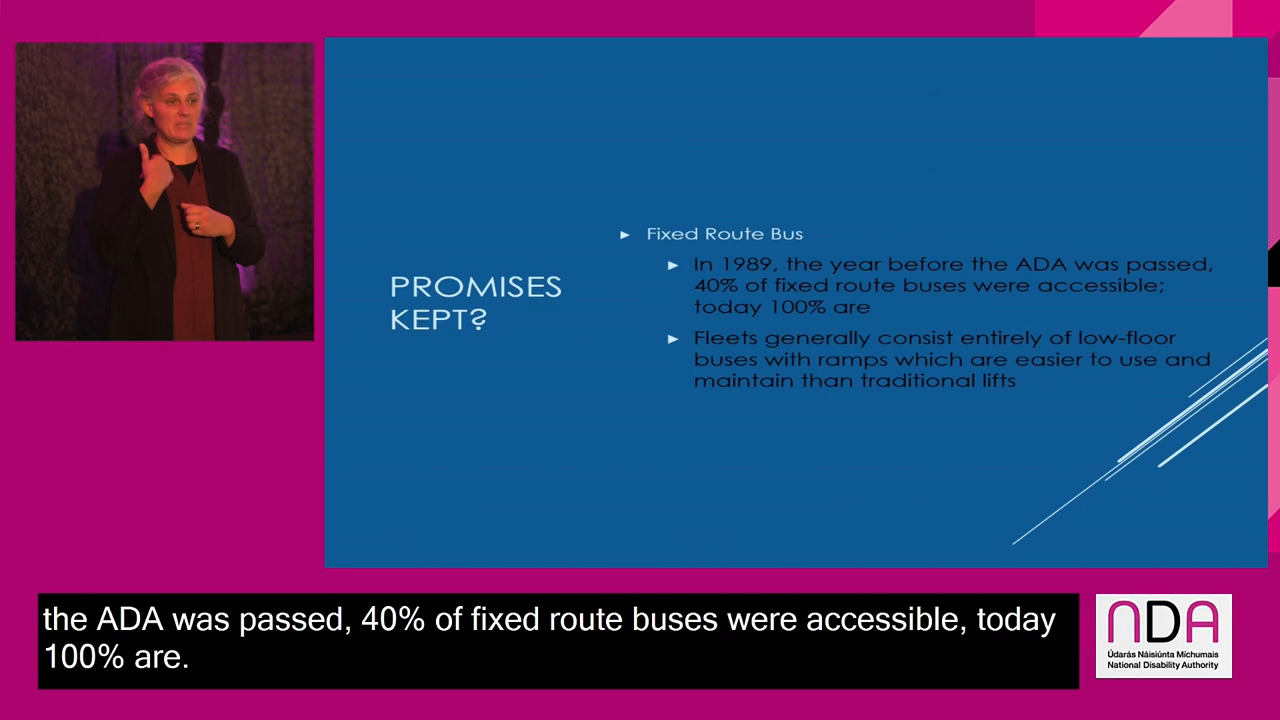 PROMISES
KEPT?
► Fixed Route Bus
► In 1989, the year before the ADA was passed,
40% of fixed route buses were accessible;
today 100% are
► Fleets generally consist entirely of low-floor
buses with ramps which are easier to use and
maintain than traditional lifts
the ADA was passed, 40% of fixed route buses were accessible, today
100% are.
NDA
Údarás Náisiúnta Míchumais
National Disability Authority